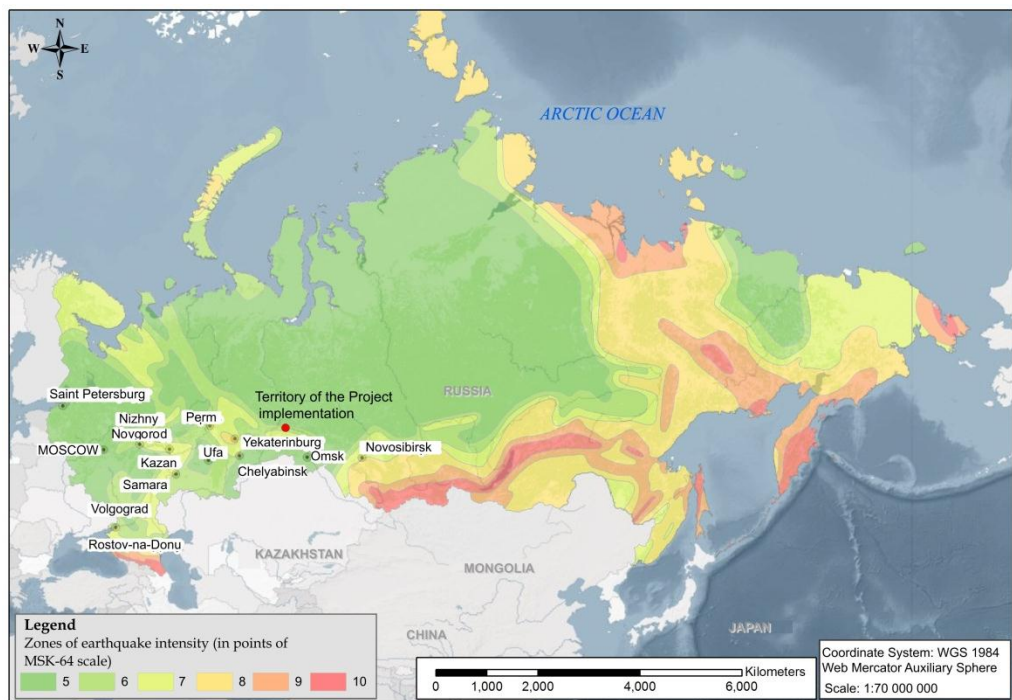 N
W E
S
ARCTIC OCEAN
RUSSIA
Saint Petersburg
Territory of the Project
implementation
Nizhny
Novgorod
Perm
MOSCOW
Yekaterinburg
Novosibirsk
Kazan
Ufa
Omsk
Chelyabinsk
Samara
Volgograd
Rostov-na-Donu
KAZAKHSTAN
MONGOLIA
CHINA
JAPAN
Legend
Zones of earthquake intensity (in points of
MSK-64 scale)
5 6 7 8 9 10
Kilometers
0 1,000 2,000 4,000 6,000
Coordinate System: WGS 1984
Web Mercator Auxiliary Sphere
Scale: 1:70 000 000